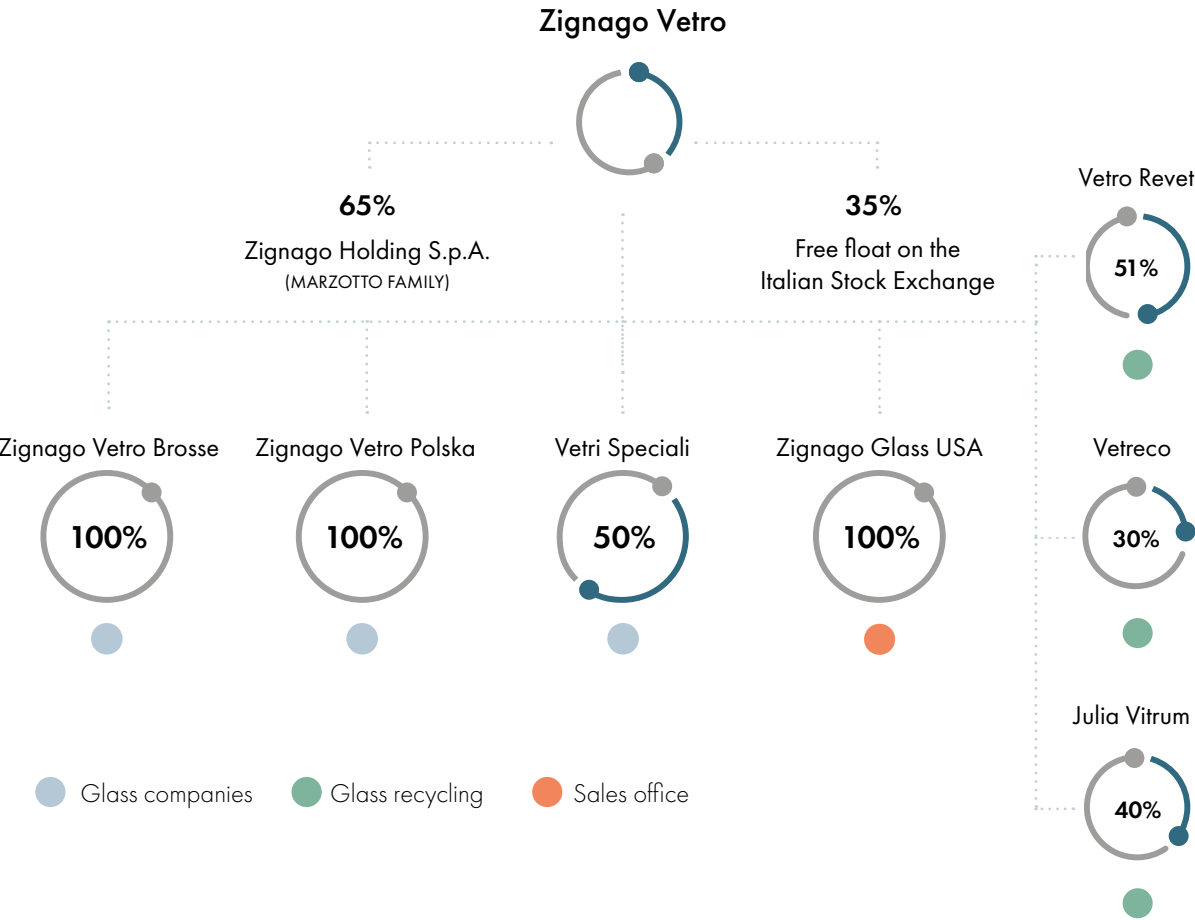 Zignago Vetro
65%
Zignago Holding S.p.A.
(MARZOTTO FAMILY)
35%
Free float on the
Italian Stock Exchange
Vetro Revet
51%
Zignago Vetro Brosse
100%
Zignago Vetro Polska
100%
Vetri Speciali
50%
Zignago Glass USA
100%
Vetreco
30%
Julia Vitrum
40%
Glass companies
Glass recycling
Sales office